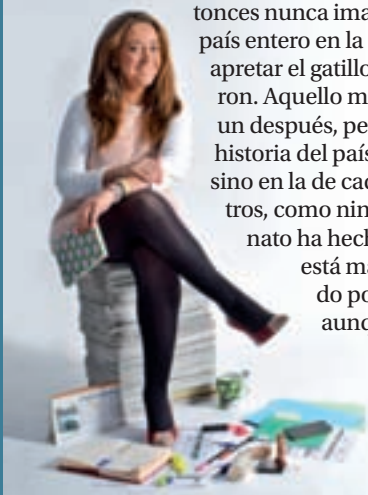 tonces nunca ima
país entero en la
apretar el gatillo
ron. Aquello m
un después, pe
historia del país
sino en la de cad
tros, como nin
nato ha hech
está ma
do po
aunq